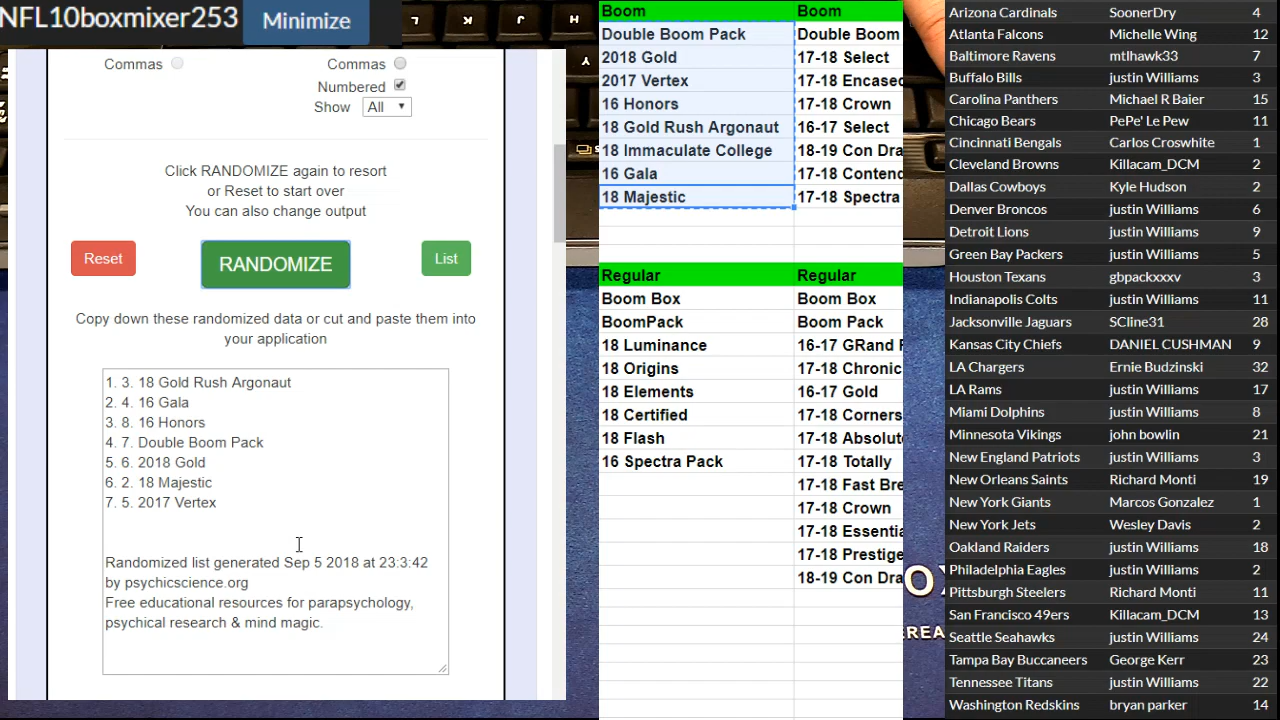 NFL10boxmixer253
Minimize
Commas
Commas
Numbered
Show All
Click RANDOMIZE again to resort
or Reset to start over
You can also change output
Reset
RANDOMIZE
List
Copy down these randomized data or cut and paste them into
your application
1. 3. 18 Gold Rush Argonaut
2. 4. 16 Gala
3. 8. 16 Honors
4. 7. Double Boom Pack
5. 6. 2018 Gold
6. 2. 18 Majestic
7. 5. 2017 Vertex
Randomized list generated Sep 5 2018 at 23:3:42
by psychicscience.org
Free educational resources for parapsychology,
psychical research & mind magic.
Boom
Double Boom Pack
2018 Gold
2017 Vertex
16 Honors
18 Gold Rush Argonaut
18 Immaculate College
16 Gala
18 Majestic
Regular
Boom Box
BoomPack
18 Luminance
18 Origins
18 Elements
18 Certified
18 Flash
16 Spectra Pack
Boom
Double Boom
17-18 Select
17-18 Encase
17-18 Crown
16-17 Select
18-19 Con Dra
17-18 Contend
17-18 Spectra
Regular
Boom Box
Boom Pack
16-17 GRand
17-18 Chronic
16-17 Gold
17-18 Corners
17-18 Absolut
17-18 Totally
17-18 Fast Bre
17-18 Crown
17-18 Essentia
17-18 Prestige
18-19 Con Dra
Arizona Cardinals SoonerDry 4
Atlanta Falcons Michelle Wing 12
Baltimore Ravens mtlhawk33 7
Buffalo Bills justin Williams 3
Carolina Panthers Michael R Baier 15
Chicago Bears PePe' Le Pew 11
Cincinnati Bengals Carlos Croswhite 1
Cleveland Browns Killacam_DCM 2
Dallas Cowboys Kyle Hudson 2
Denver Broncos justin Williams 6
Detroit Lions justin Williams 9
Green Bay Packers justin Williams 5
Houston Texans gbpackxxxv 3
Indianapolis Colts justin Williams 11
Jacksonville Jaguars SCline31 28
Kansas City Chiefs DANIEL CUSHMAN 9
LA Chargers Ernie Budzinski 32
LA Rams justin Williams 17
Miami Dolphins justin Williams 8
Minnesota Vikings john bowlin 21
New England Patriots justin Williams 3
New Orleans Saints Richard Monti 19
New York Giants Marcos Gonzalez 1
New York Jets Wesley Davis 2
Oakland Raiders justin Williams 18
Philadelphia Eagles justin Williams 2
Pittsburgh Steelers Richard Monti 11
San Francisco 49ers Killacam_DCM 1
Seattle Seahawks justin Williams 24
Tampa Bay Buccaneers George Kerr 23
Tennessee Titans justin Williams 22
Washington Redskins bryan parker 14